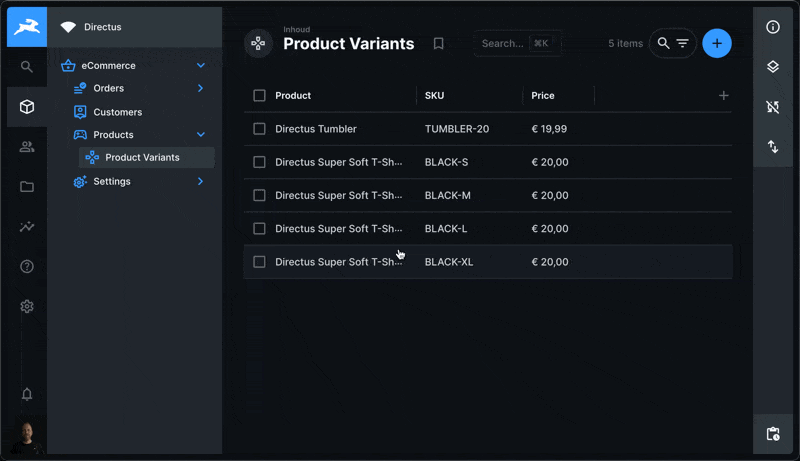 Directus
eCommerce
Orders
Customers
Products
Product Variants
Settings
Inhoud
Product Variants
Search... ⌘K
5 items
Product SKU Price
Directus Tumbler TUMBLER-20 € 19,99
Directus Super Soft T-Sh... BLACK-S € 20,00
Directus Super Soft T-Sh... BLACK-M € 20,00
Directus Super Soft T-Sh... BLACK-L € 20,00
Directus Super Soft T-Sh... BLACK-XL € 20,00